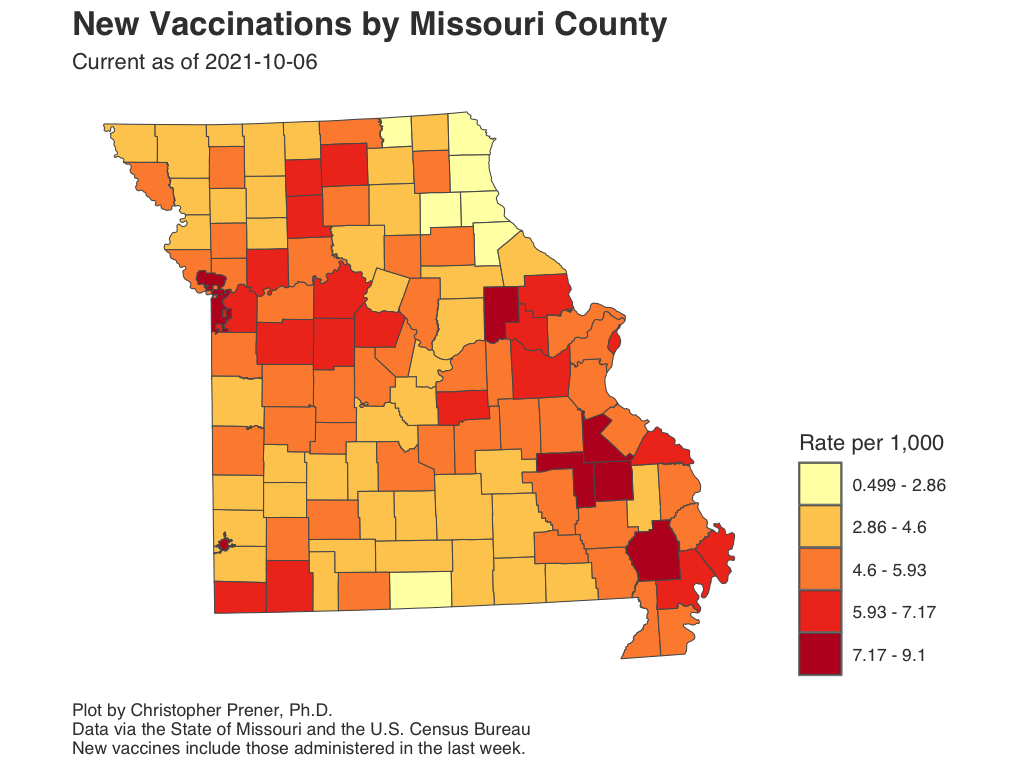 New Vaccinations by Missouri County
Current as of 2021-10-06
Rate per 1,000
0.499 - 2.86
2.86 - 4.6
4.6 - 5.93
5.93 - 7.17
7.17 - 9.1
Plot by Christopher Prener, Ph.D.
Data via the State of Missouri and the U.S. Census Bureau
New vaccines include those administered in the last week.